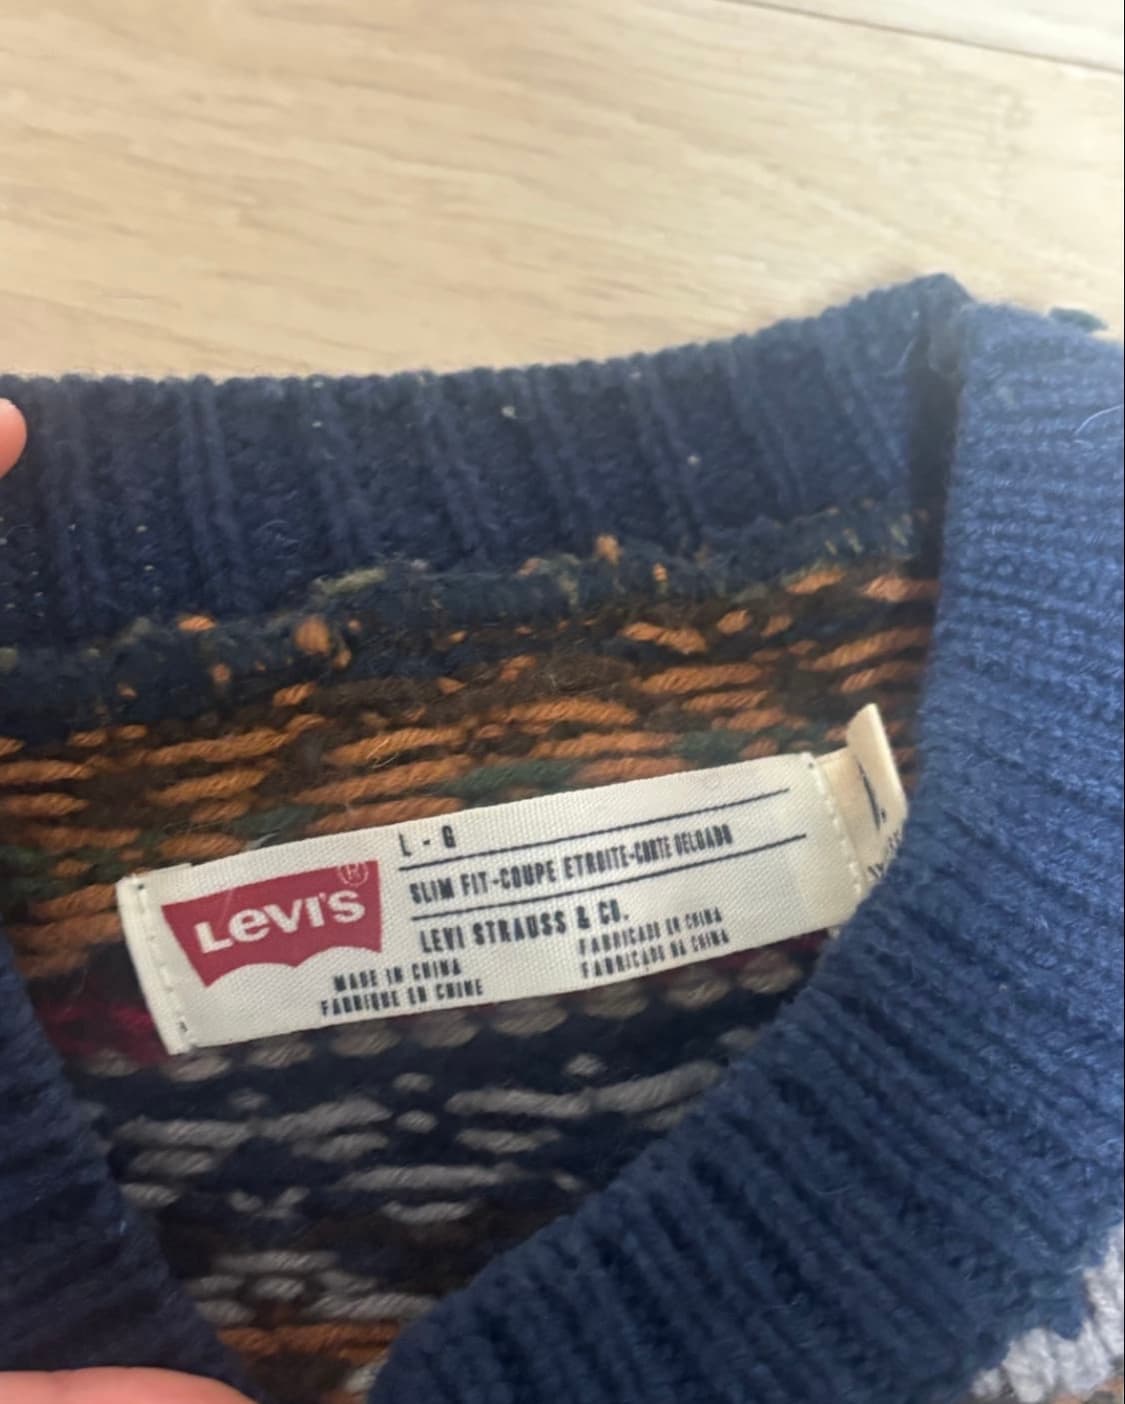 L - G
SLIM FIT-COUPE ETROITE-CORTE DELGADO
LEVI'S ®
LEVI STRAUSS & CO.
MADE IN CHINA
FABRIQUE EN CHINE
FABRICADO EN CHINA
FABRICADO NA CHINA